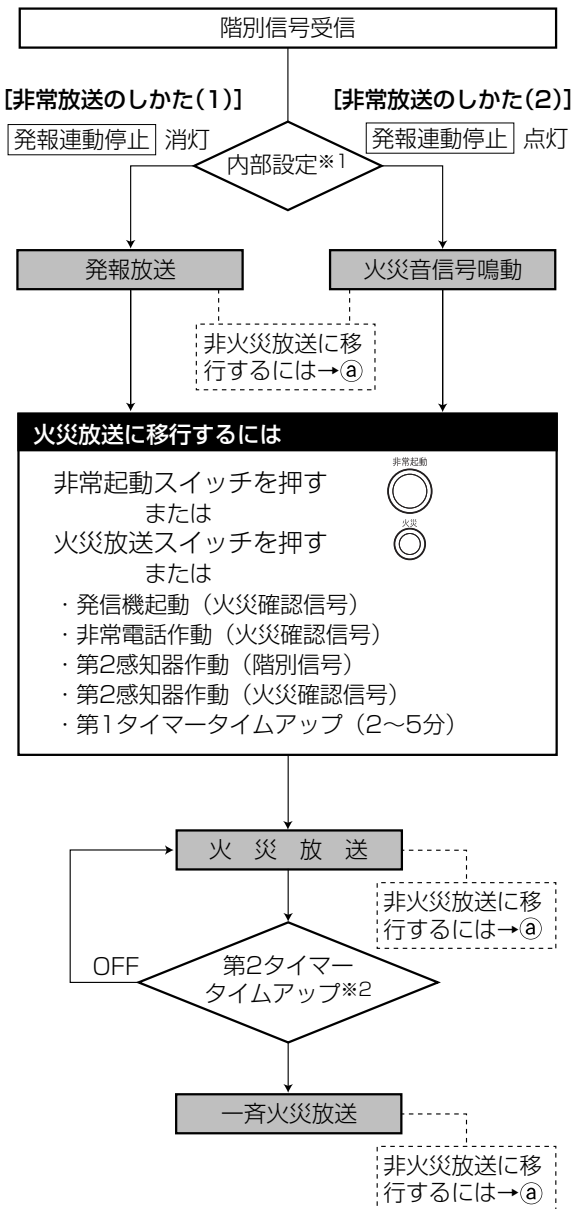 階別信号受信
[非常放送のしかた(1)]
[非常放送のしかた(2)]
発報連動停止 消灯
発報連動停止 点灯
内部設定※1
発報放送
火災音信号鳴動
非火災放送に移
行するには→ⓐ
火災放送に移行するには
非常起動スイッチを押す
非常起動
または
火災放送スイッチを押す
火災
または
・発信機起動（火災確認信号）
・非常電話作動（火災確認信号）
・第2感知器作動（階別信号）
・第2感知器作動（火災確認信号）
・第1タイマータイムアップ（2〜5分）
火 災 放 送
非火災放送に移
行するには→ⓐ
OFF
第2タイマー
タイムアップ※2
一斉火災放送
非火災放送に移
行するには→ⓐ